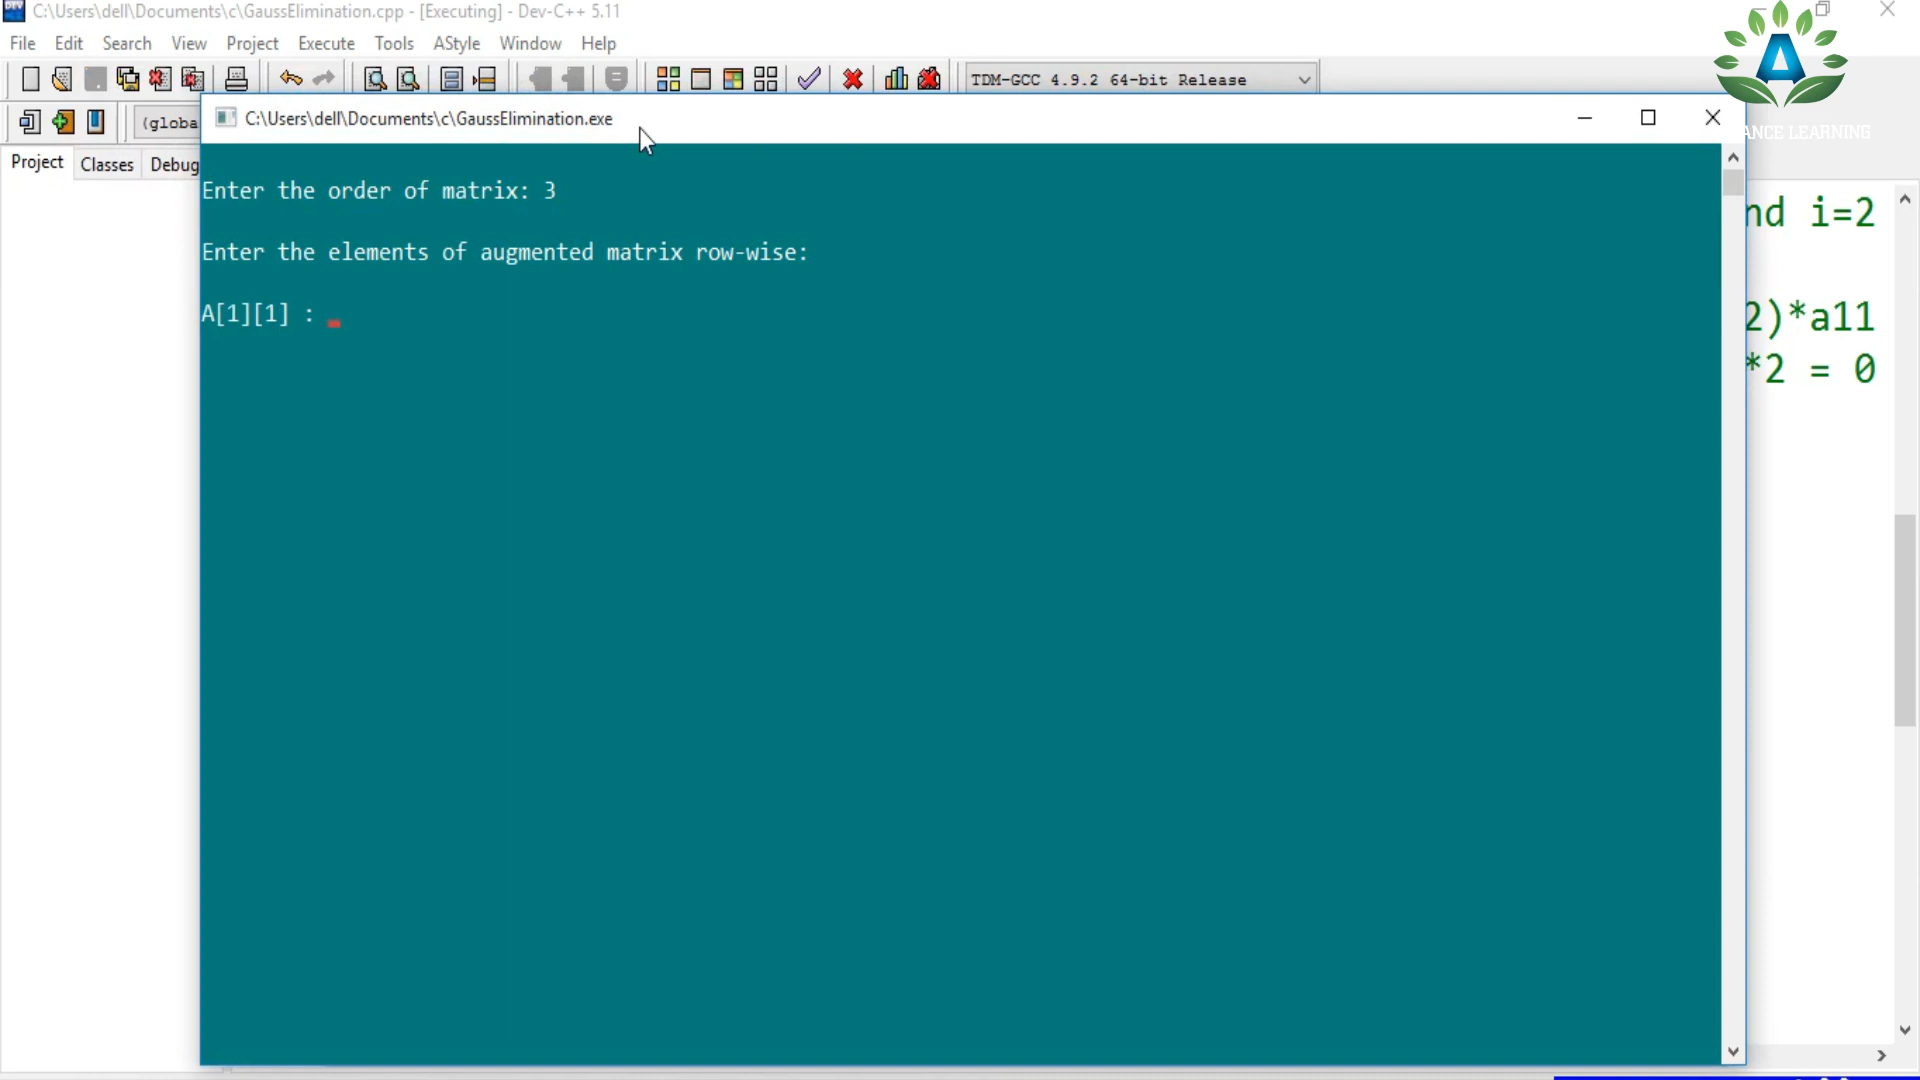 C:\Users\dell\Documents\c\GaussElimination.cpp - [Executing] - Dev-C++ 5.11
File Edit Search View Project Execute Tools AStyle Window Help
TDM-GCC 4.9.2 64-bit Release
(globa
C:\Users\dell\Documents\c\GaussElimination.exe
ANCE LEARNING
Project Classes Debug
Enter the order of matrix: 3
nd i=2
Enter the elements of augmented matrix row-wise:
A[1][1] :
2)*a11
*2 = 0